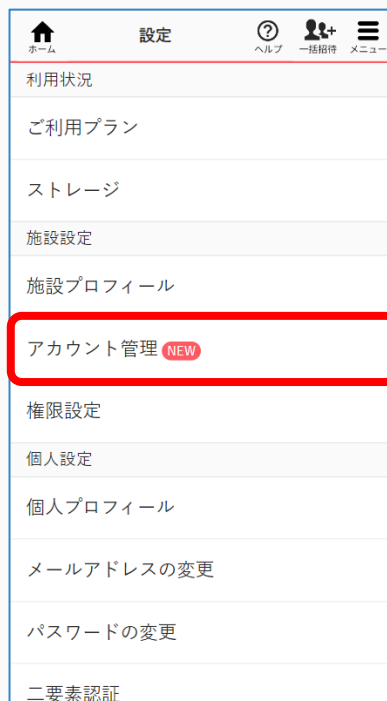 設定
ホーム ヘルプ 一括招待 メニュー
利用状況
ご利用プラン
ストレージ
施設設定
施設プロフィール
アカウント管理 NEW
権限設定
個人設定
個人プロフィール
メールアドレスの変更
パスワードの変更
二要素認証